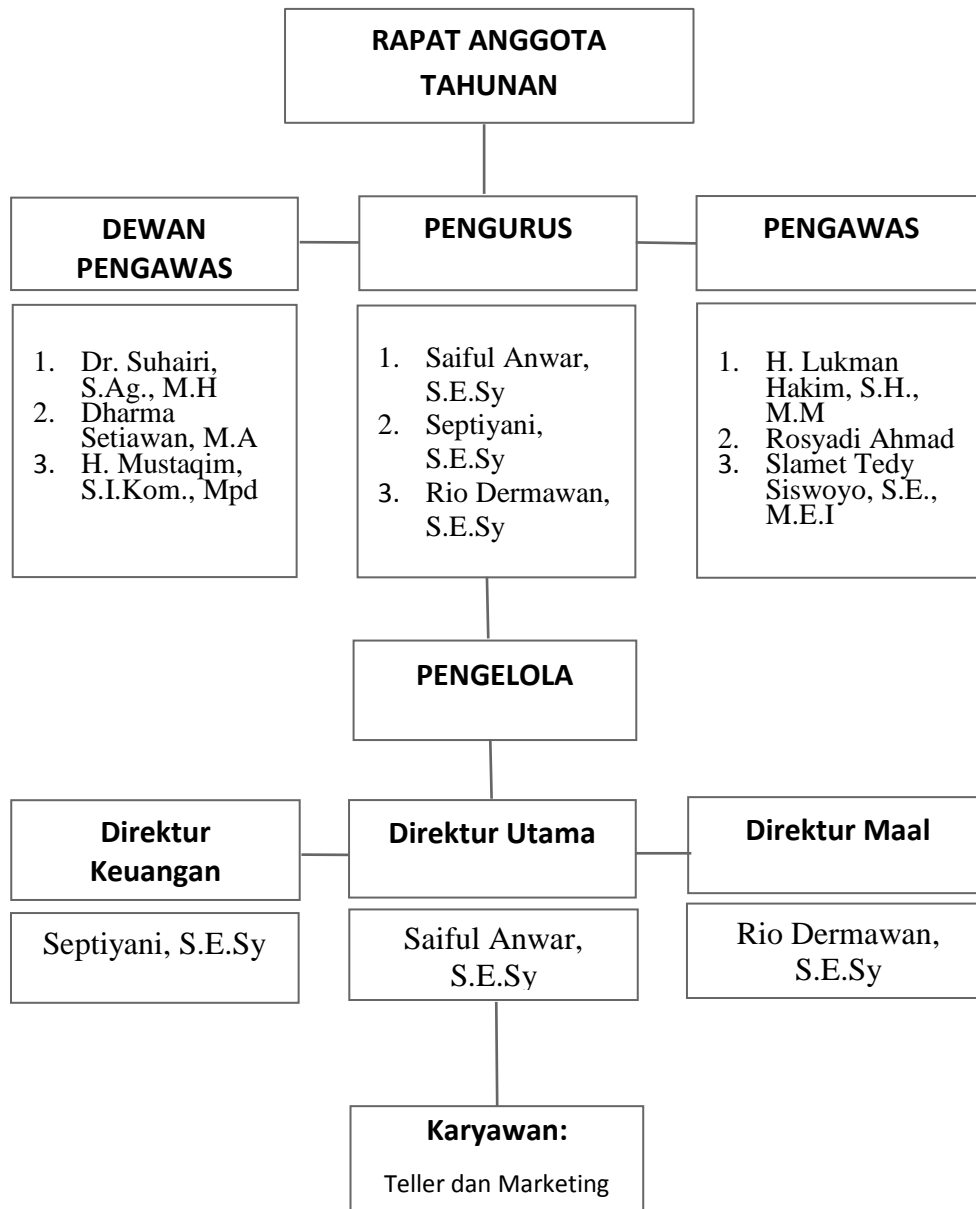 RAPAT ANGGOTA
TAHUNAN
DEWAN
PENGAWAS
PENGURUS
PENGAWAS
1. Dr. Suhairi,
S.Ag., M.H
2. Dharma
Setiawan, M.A
3. H. Mustaqim,
S.I.Kom., Mpd
1. Saiful Anwar,
S.E.Sy
2. Septiyani,
S.E.Sy
3. Rio Dermawan,
S.E.Sy
1. H. Lukman
Hakim, S.H.,
M.M
2. Rosyadi Ahmad
3. Slamet Tedy
Siswoyo, S.E.,
M.E.I
PENGELOLA
Direktur
Keuangan
Direktur Utama
Direktur Maal
Septiyani, S.E.Sy
Saiful Anwar,
S.E.Sy
Rio Dermawan,
S.E.Sy
Karyawan:
Teller dan Marketing